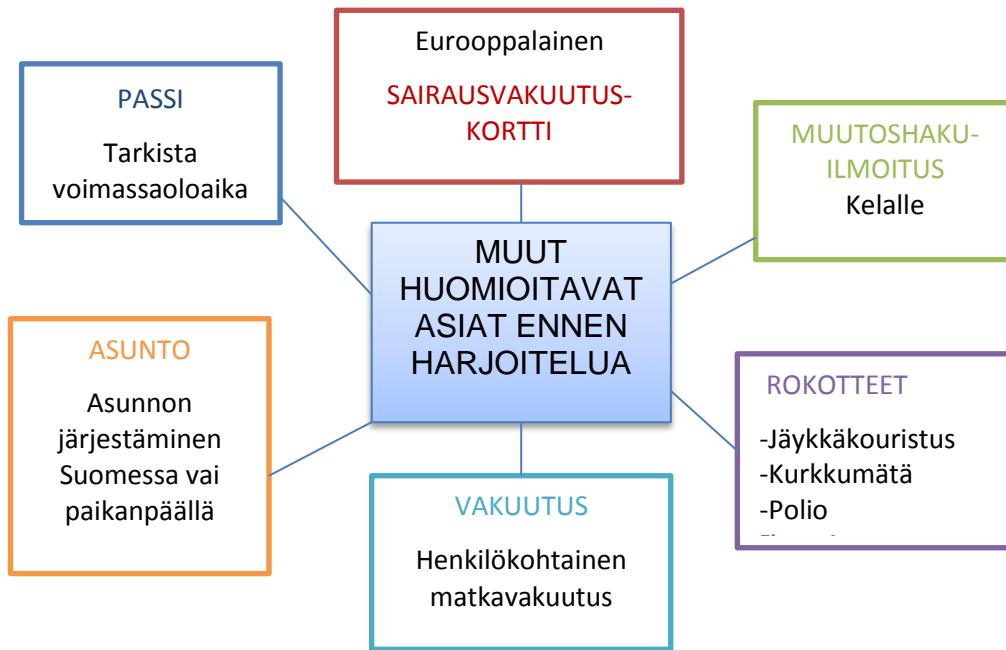 Eurooppalainen
SAIRAUSVAKUUTUS-
KORTTI
PASSI
Tarkista
voimassaoloaika
MUUTOSHAKU-
ILMOITUS
Kelalle
MUUT
HUOMIOITAVAT
ASIAT ENNEN
HARJOITELUA
ASUNTO
Asunnon
järjestäminen
Suomessa vai
paikanpäällä
ROKOTTEET
-Jäykkäkouristus
-Kurkkumätä
-Polio
VAKUUTUS
Henkilökohtainen
matkavakuutus